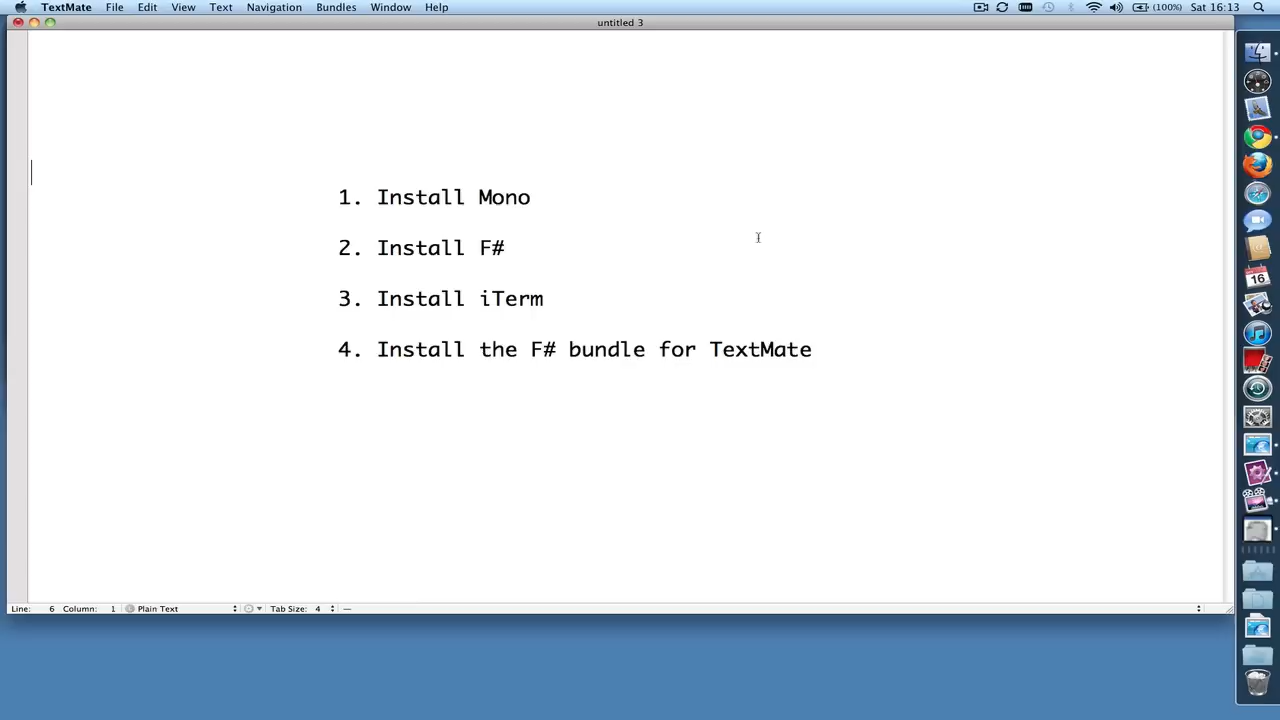 TextMate File Edit View Text Navigation Bundles Window Help (100%) Sat 16:13
untitled 3
1. Install Mono
2. Install F#
3. Install iTerm
4. Install the F# bundle for TextMate
Line: 6 Column: 1 Plain Text Tab Size: 4 —
16